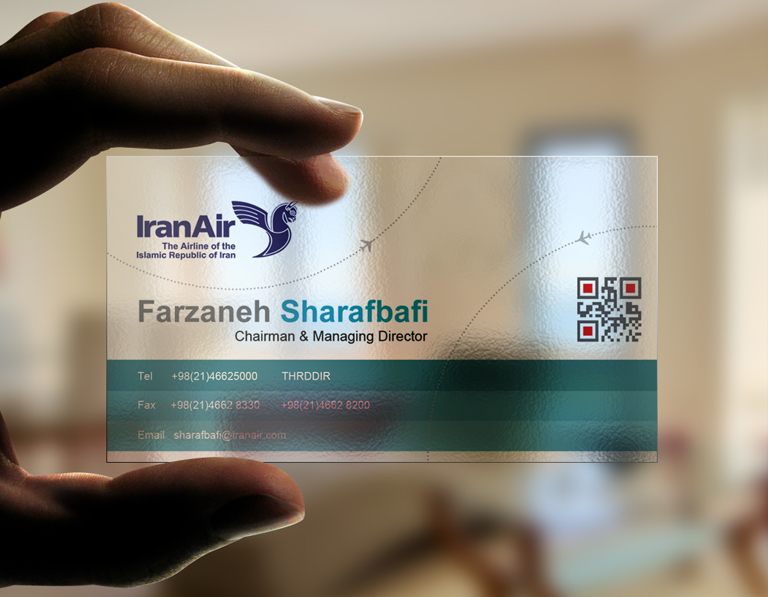 IranAir
The Airline of the
Islamic Republic of Iran
Farzaneh Sharafbafi
Chairman & Managing Director
Tel +98(21)46625000 THRDDIR
Fax +98(21)4662 8330 +98(21)4662 8200
Email sharafbafi@iranair.com